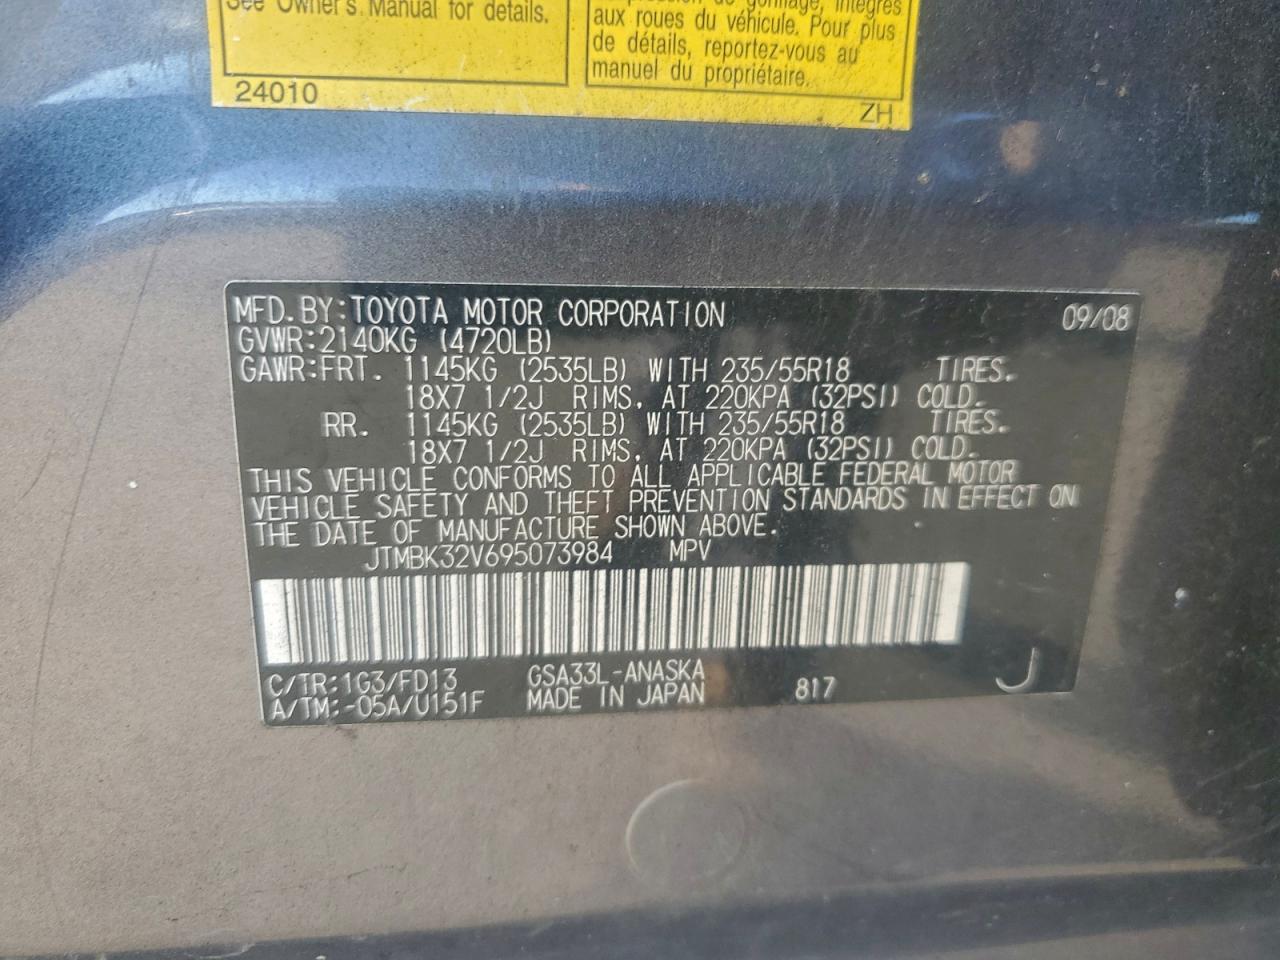 See Owner's Manual for details.
24010
de gonflage, intégrés
aux roues du véhicule. Pour plus
de détails, reportez-vous au
manuel du propriétaire.
ZH
MFD. BY: TOYOTA MOTOR CORPORATION 09/08
GVWR: 2140KG (4720LB)
GAWR: FRT. 1145KG (2535LB) WITH 235/55R18 TIRES.
18X7 1/2J RIMS, AT 220KPA (32PSI) COLD.
RR. 1145KG (2535LB) WITH 235/55R18 TIRES.
18X7 1/2J RIMS, AT 220KPA (32PSI) COLD.
THIS VEHICLE CONFORMS TO ALL APPLICABLE FEDERAL MOTOR
VEHICLE SAFETY AND THEFT PREVENTION STANDARDS IN EFFECT ON
THE DATE OF MANUFACTURE SHOWN ABOVE.
JTMBK32V695073984 MPV
C/TR: 1G3/FD13 GSA33L-ANASKA
A/TM: -05A/U151F MADE IN JAPAN 817 J